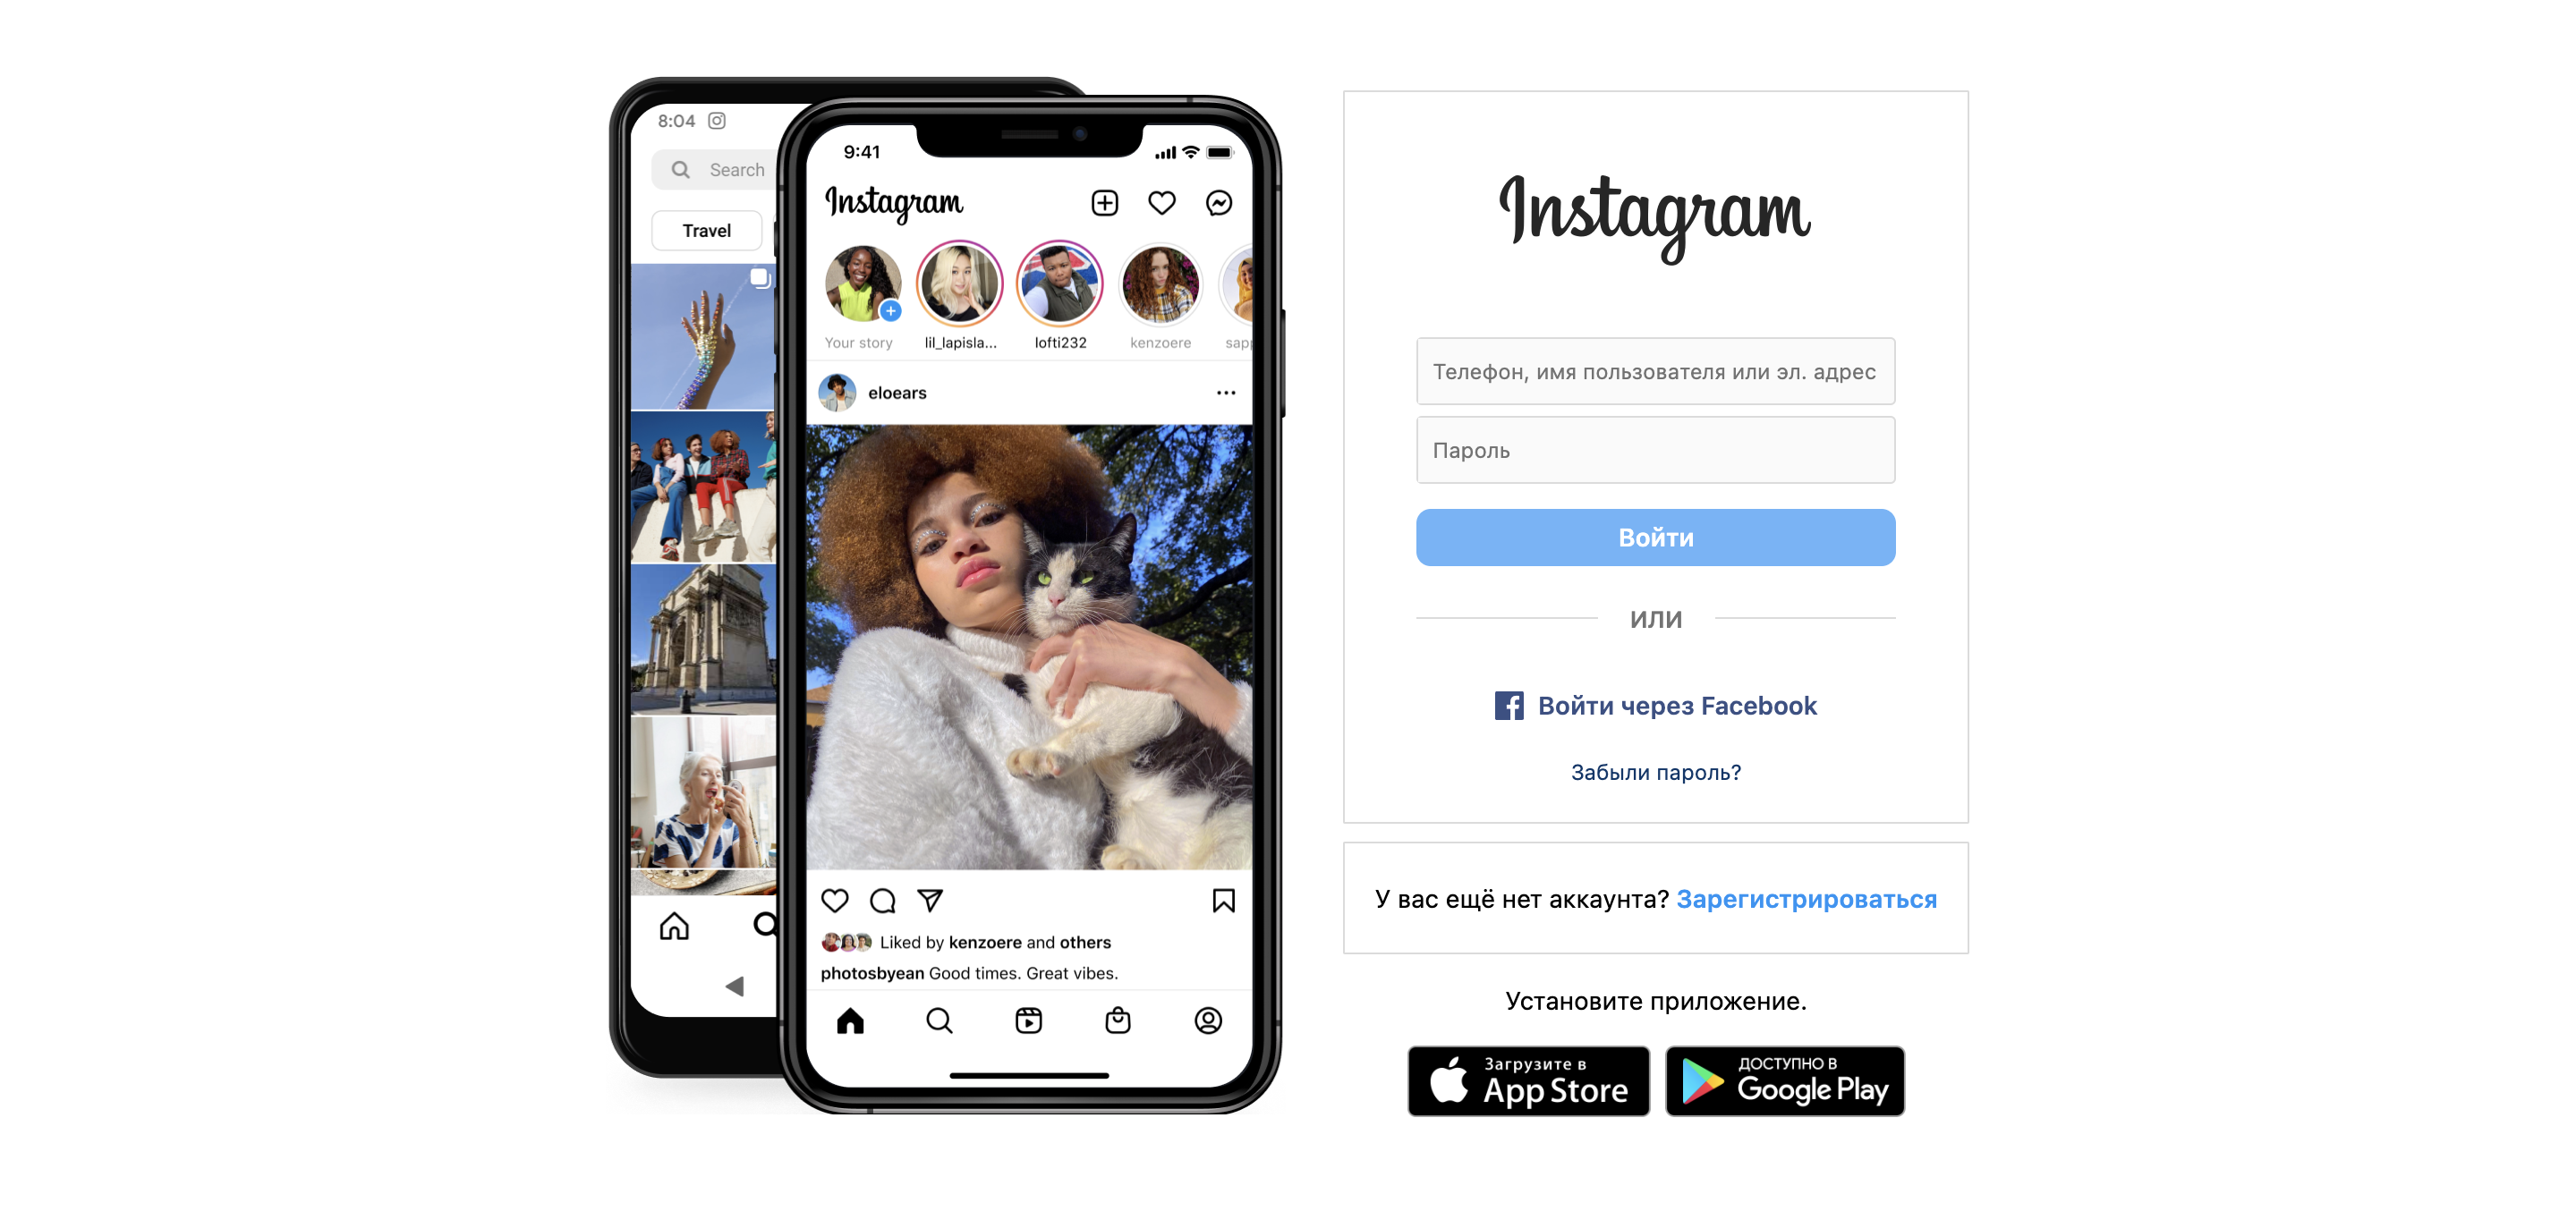 8:04
Search
Travel
9:41
Instagram
Your story
lil_lapisla...
lofti232
kenzoere
sapp
eloears
Liked by kenzoere and others
photosbyean Good times. Great vibes.
Instagram
Телефон, имя пользователя или эл. адрес
Пароль
Войти
ИЛИ
Войти через Facebook
Забыли пароль?
У вас ещё нет аккаунта? Зарегистрироваться
Установите приложение.
Загрузите в
App Store
ДОСТУПНО В
Google Play